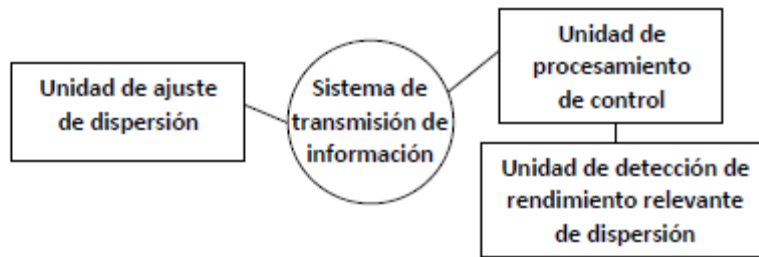 Unidad de ajuste
de dispersión
Sistema de
transmisión de
información
Unidad de
procesamiento
de control
Unidad de detección de
rendimiento relevante
de dispersión